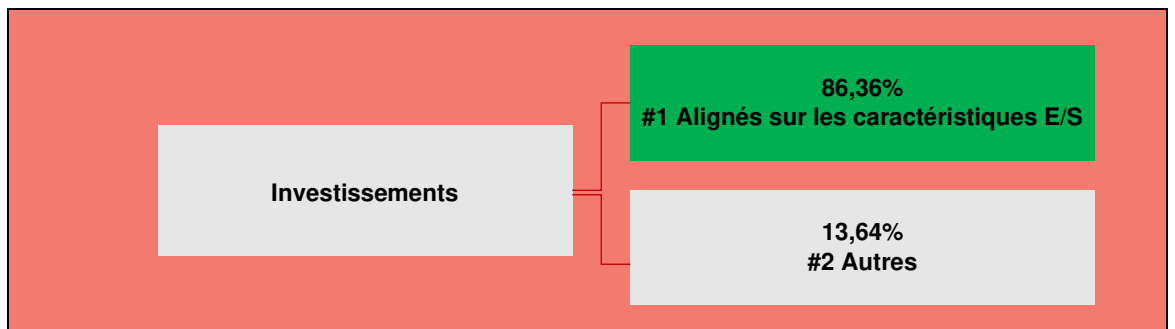 86,36%
#1 Alignés sur les caractéristiques E/S
Investissements
13,64%
#2 Autres